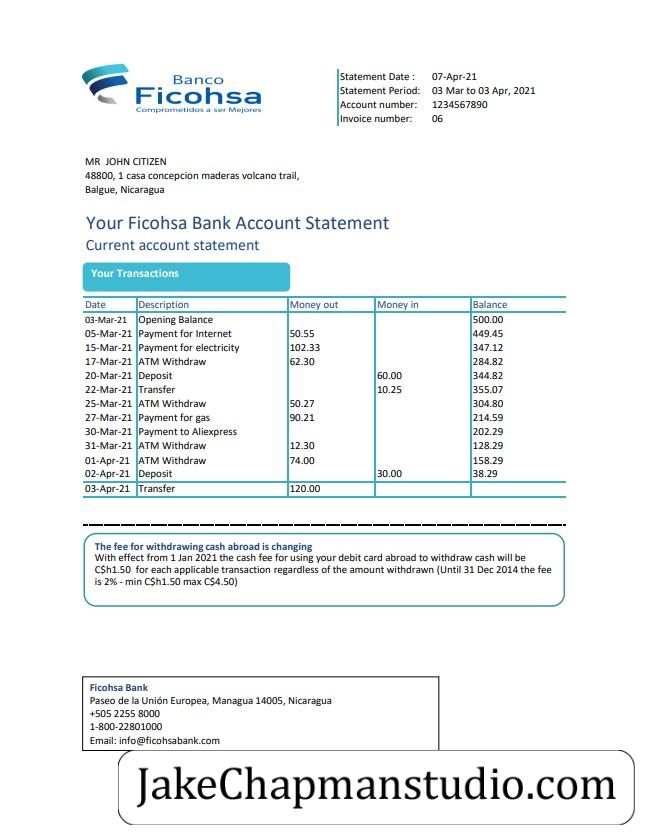 Banco
Ficohsa
Comprometidos a ser Mejores
Statement Date : 07-Apr-21
Statement Period: 03 Mar to 03 Apr, 2021
Account number: 1234567890
Invoice number: 06
MR JOHN CITIZEN
48800, 1 casa concepcion maderas volcano trail,
Balgue, Nicaragua
Your Ficohsa Bank Account Statement
Current account statement
Your Transactions
Date Description Money out Money in Balance
03-Mar-21 Opening Balance 500.00
05-Mar-21 Payment for Internet 50.55 449.45
15-Mar-21 Payment for electricity 102.33 347.12
17-Mar-21 ATM Withdraw 62.30 284.82
20-Mar-21 Deposit 60.00 344.82
22-Mar-21 Transfer 10.25 355.07
25-Mar-21 ATM Withdraw 50.27 304.80
27-Mar-21 Payment for gas 90.21 214.59
30-Mar-21 Payment to Aliexpress 202.29
31-Mar-21 ATM Withdraw 12.30 128.29
01-Apr-21 ATM Withdraw 74.00 158.29
02-Apr-21 Deposit 30.00 38.29
03-Apr-21 Transfer 120.00
The fee for withdrawing cash abroad is changing
With effect from 1 Jan 2021 the cash fee for using your debit card abroad to withdraw cash will be
C$h1.50 for each applicable transaction regardless of the amount withdrawn (Until 31 Dec 2014 the fee
is 2% - min C$h1.50 max C$4.50)
Ficohsa Bank
Paseo de la Unión Europea, Managua 14005, Nicaragua
+505 2255 8000
1-800-22801000
Email: info@ficohsabank.com
JakeChapmanstudio.com